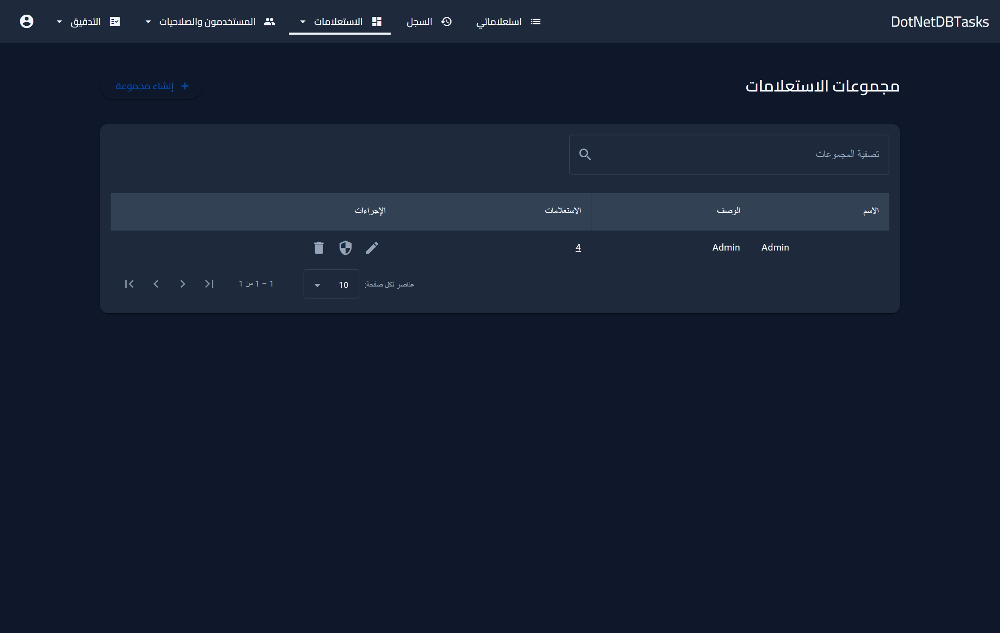 DotNetDBTasks
استعلاماتي
السجل
الاستعلامات
المستخدمون والصلاحيات
التدقيق
مجموعات الاستعلامات
إنشاء مجموعة
تصفية المجموعات
الاسم الوصف الاستعلامات الإجراءات
Admin Admin 4
عناصر لكل صفحة: 10 1 – 1 من 1